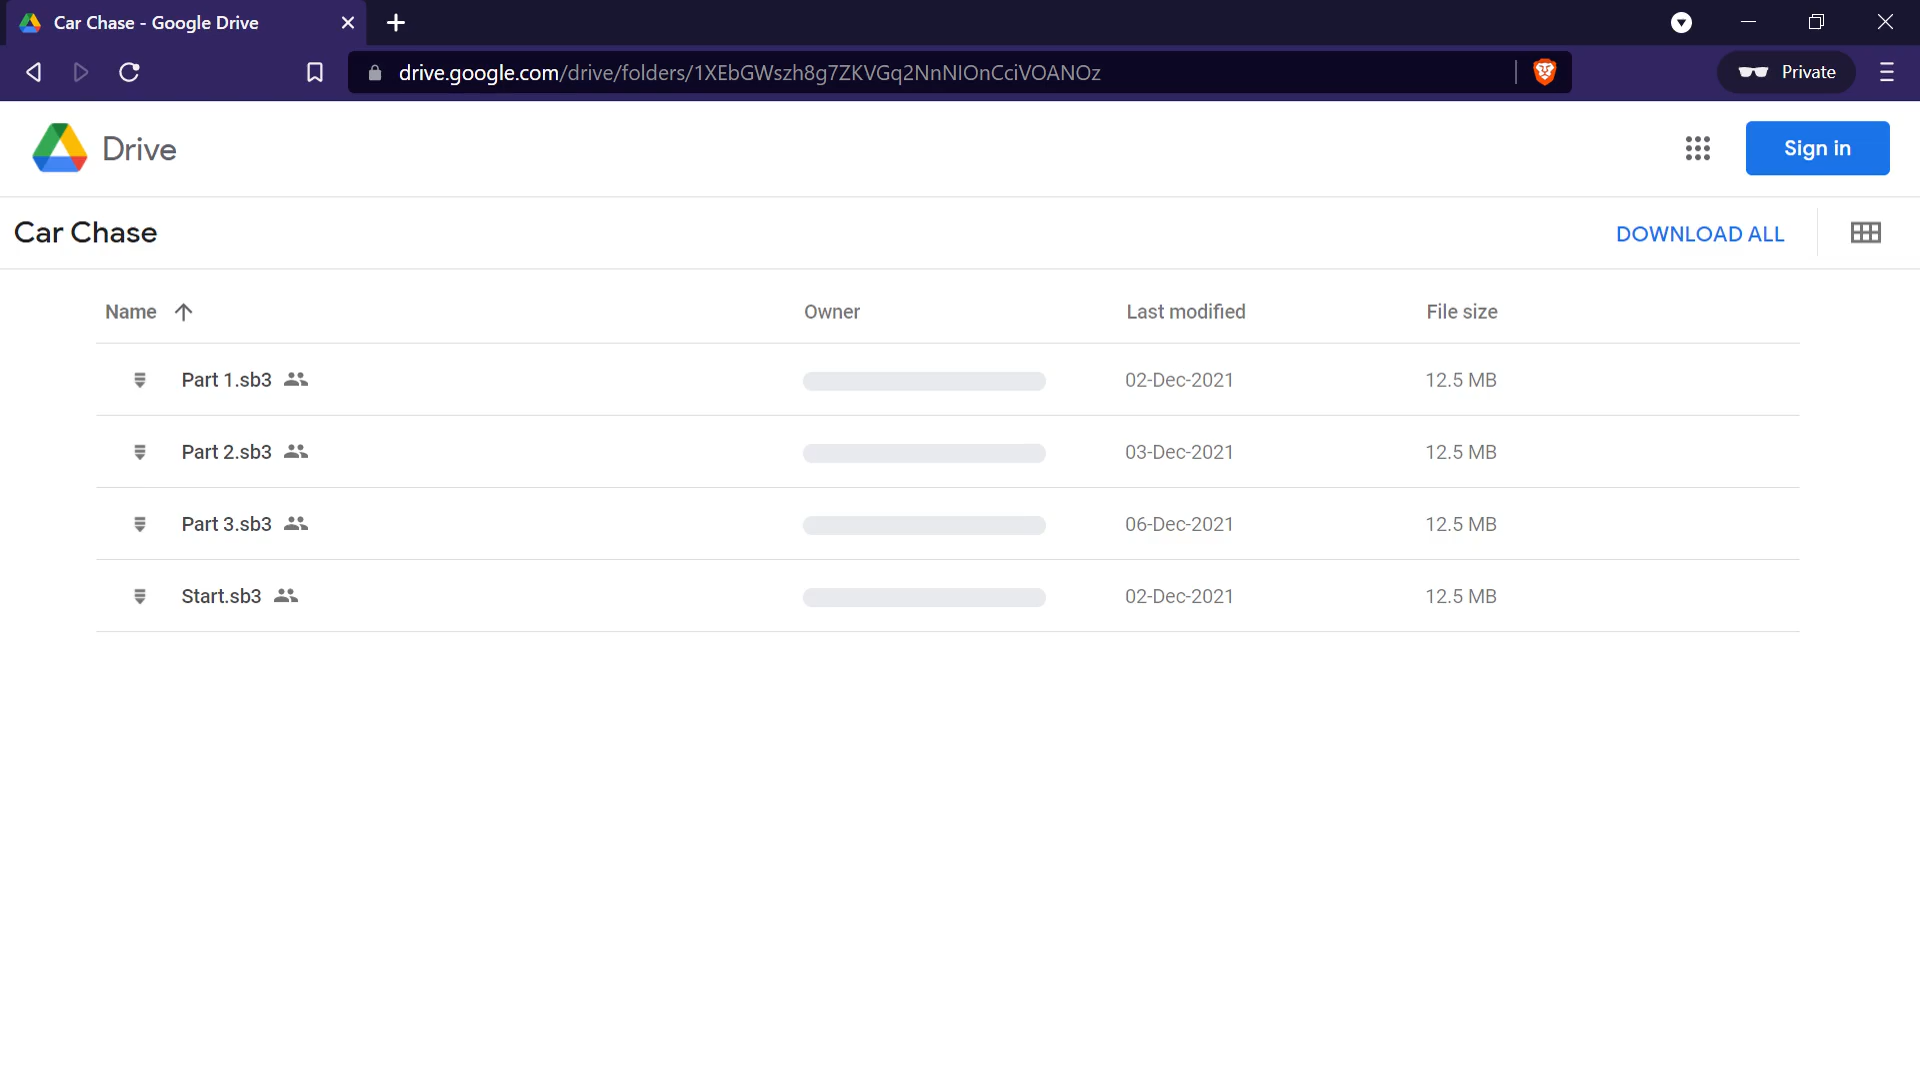 Car Chase - Google Drive
drive.google.com/drive/folders/1XEbGWszh8g7ZKVGq2NnNIOnCciVOANOz
Private
Drive
Sign in
Car Chase
DOWNLOAD ALL
Name Owner Last modified File size
Part 1.sb3 02-Dec-2021 12.5 MB
Part 2.sb3 03-Dec-2021 12.5 MB
Part 3.sb3 06-Dec-2021 12.5 MB
Start.sb3 02-Dec-2021 12.5 MB